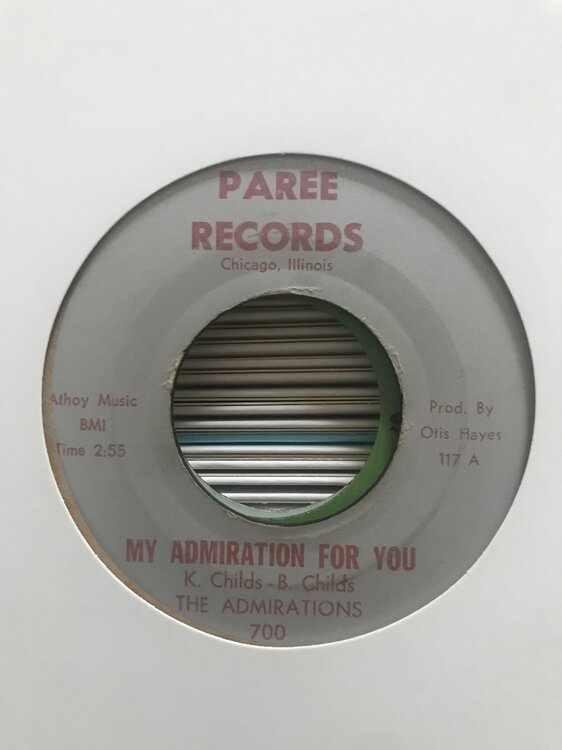 PAREE
RECORDS
Chicago, Illinois
Athoy Music
BMI
Time 2:55
Prod. By
Otis Hayes
117 A
MY ADMIRATION FOR YOU
K. Childs - B. Childs
THE ADMIRATIONS
700